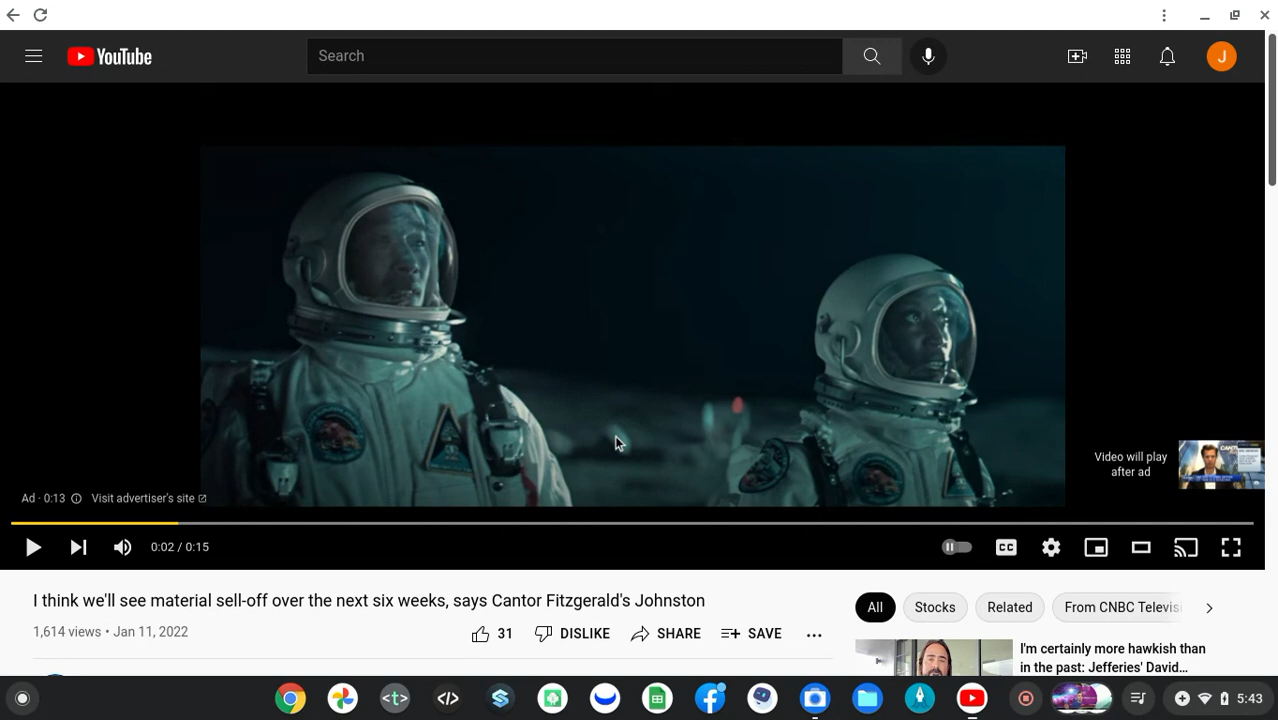 YouTube
Search
J
Video will play
after ad
Ad · 0:13
Visit advertiser's site
0:02 / 0:15
CC
I think we'll see material sell-off over the next six weeks, says Cantor Fitzgerald's Johnston
1,614 views • Jan 11, 2022
31
DISLIKE
SHARE
SAVE
All
Stocks
Related
From CNBC Televisi
I'm certainly more hawkish than
in the past: Jefferies' David...
<t>
</>
5:43